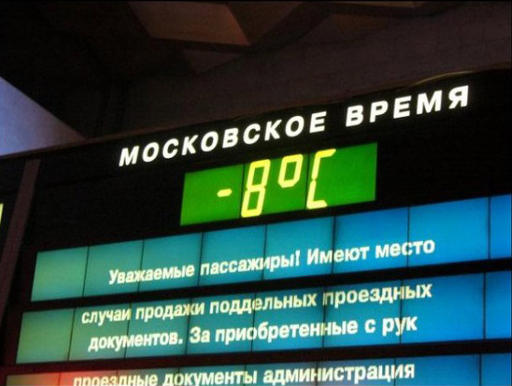 МОСКОВСКОЕ ВРЕМЯ
-8°C
Уважаемые пассажиры! Имеют место
случаи продажи поддельных проездных
документов. За приобретенные с рук
проездные документы администрация